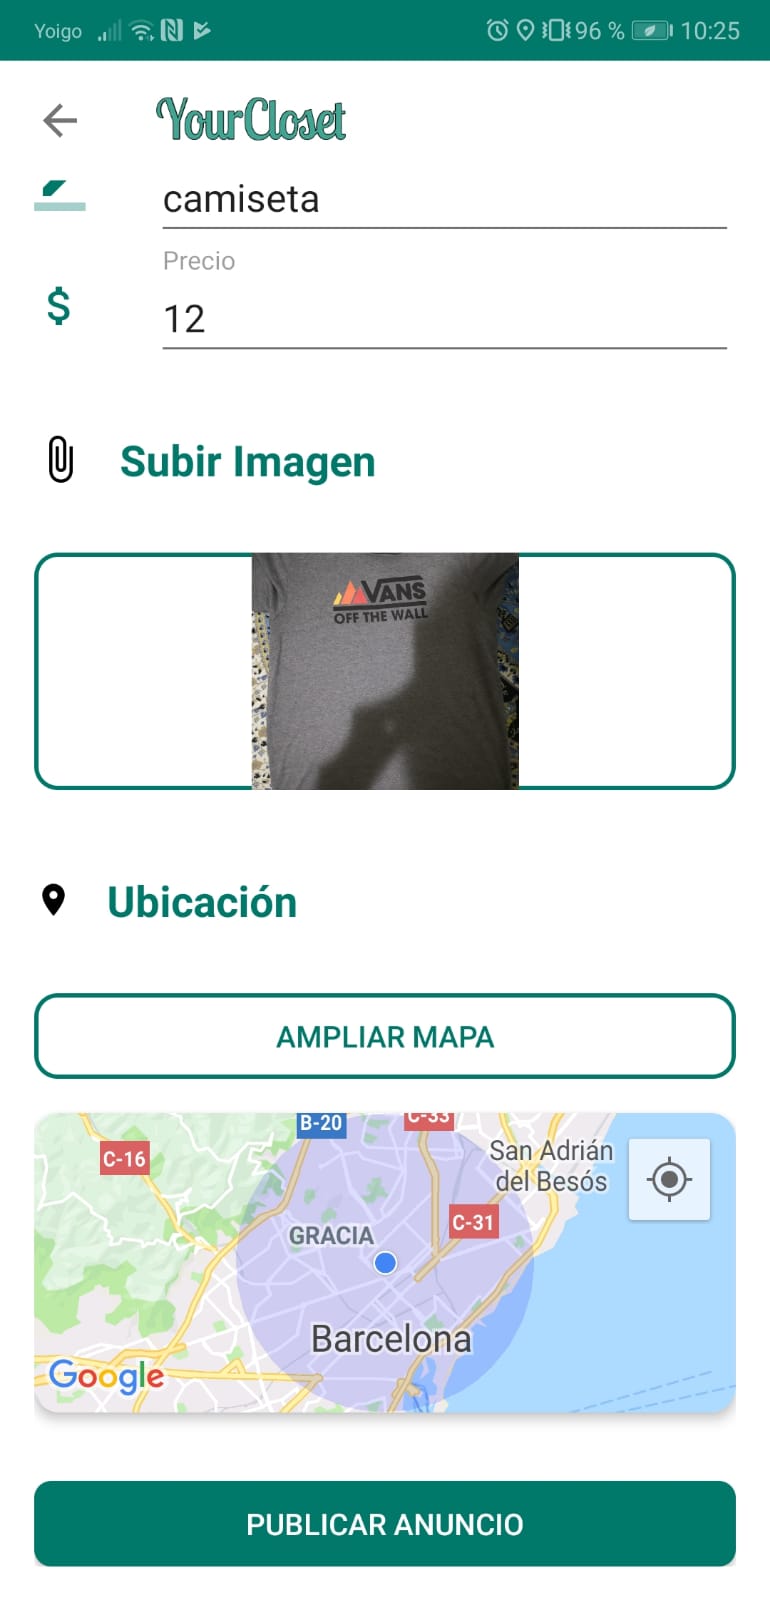 Yoigo 96 % 10:25
YourCloset
camiseta
Precio
$ 12
Subir Imagen
VANS
OFF THE WALL
Ubicación
AMPLIAR MAPA
B-20
C-33
C-16
San Adrián
del Besós
C-31
GRACIA
Barcelona
Google
PUBLICAR ANUNCIO